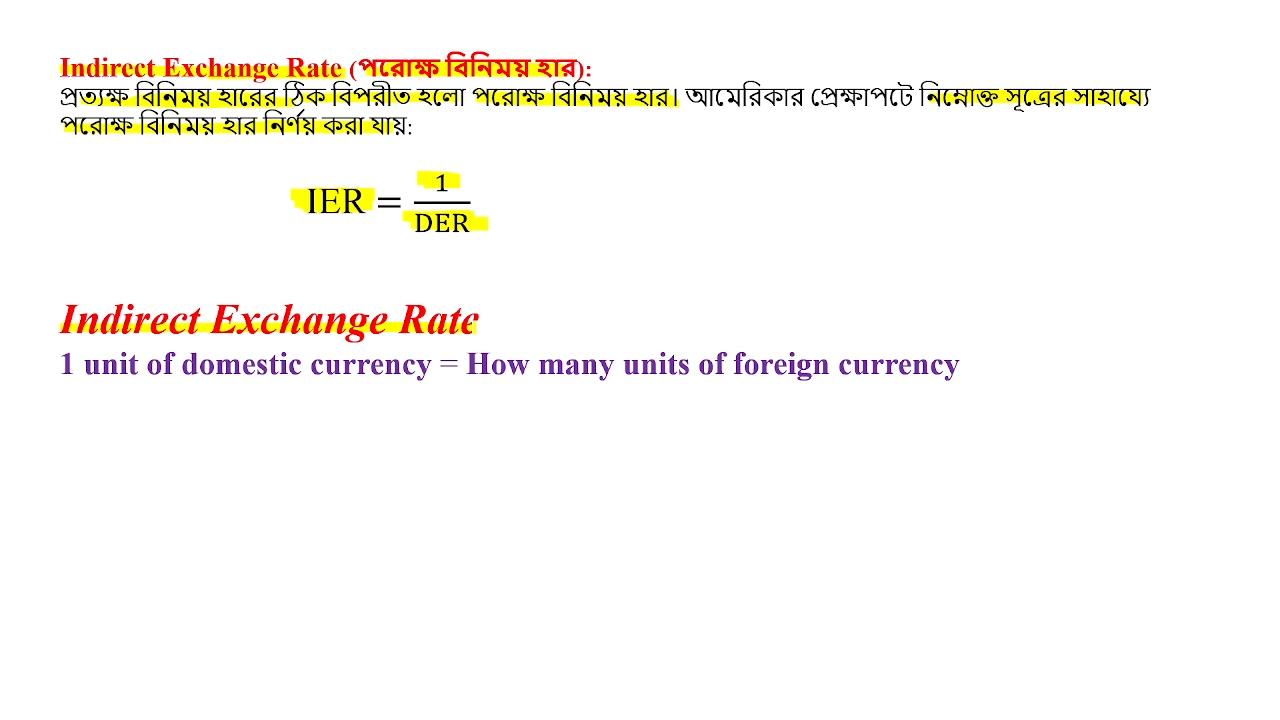 Indirect Exchange Rate (পরোক্ষ বিনিময় হার):
প্রত্যক্ষ বিনিময় হারের ঠিক বিপরীত হলো পরোক্ষ বিনিময় হার। আমেরিকার প্রেক্ষাপটে নিম্নোক্ত সূত্রের সাহায্যে
পরোক্ষ বিনিময় হার নির্ণয় করা যায়:
IER = 1/DER
Indirect Exchange Rate
1 unit of domestic currency = How many units of foreign currency